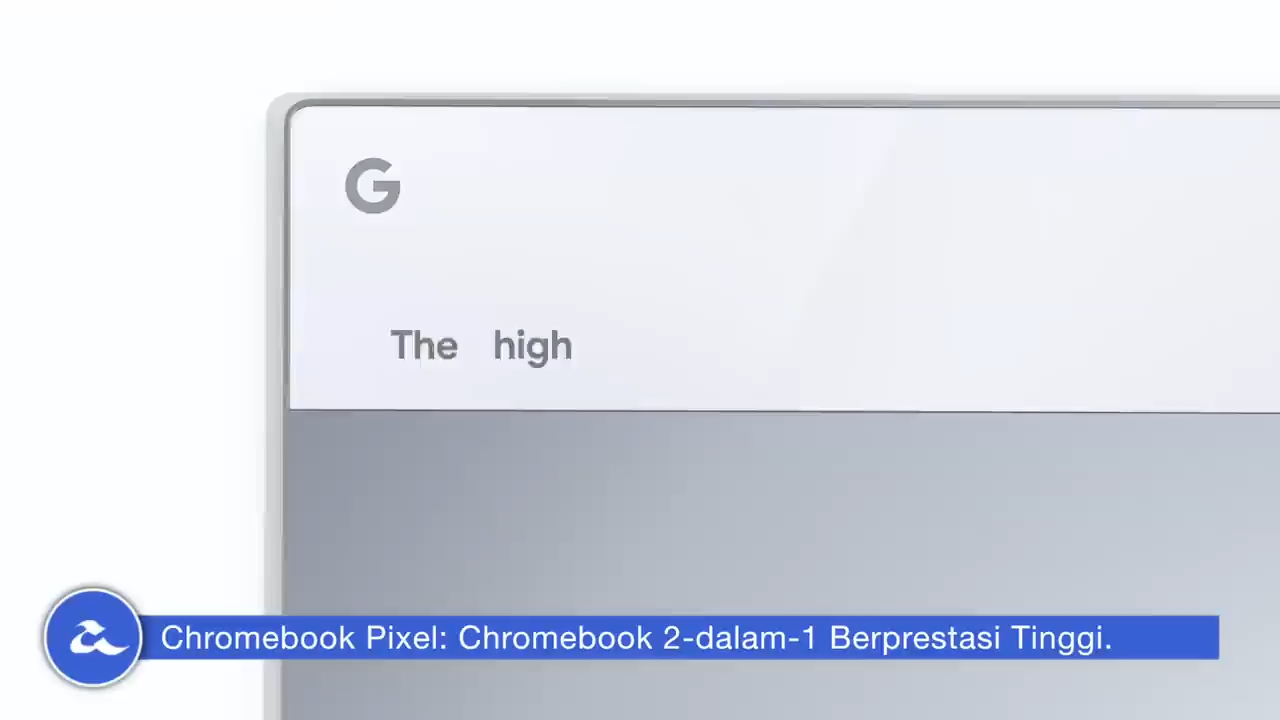 G
The high
Chromebook Pixel: Chromebook 2-dalam-1 Berprestasi Tinggi.